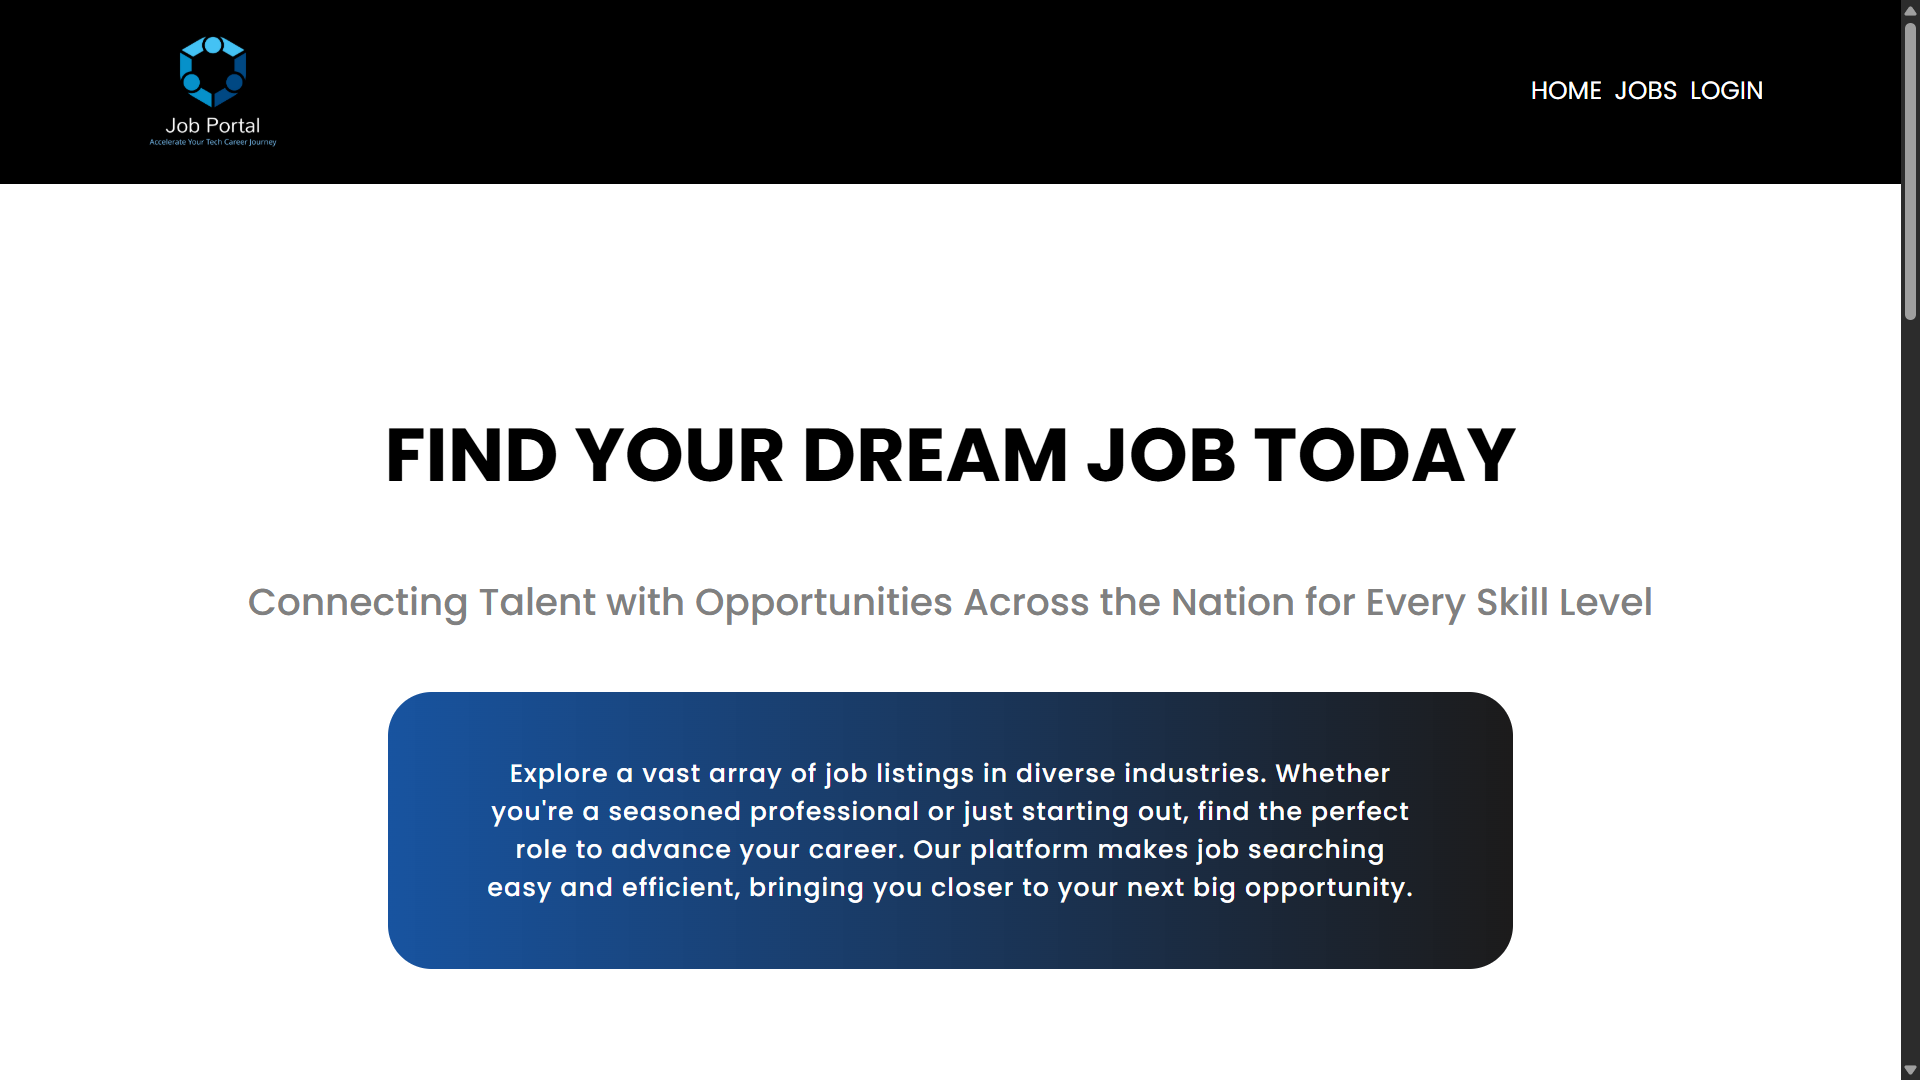 Job Portal
Accelerate Your Tech Career Journey
HOME JOBS LOGIN
FIND YOUR DREAM JOB TODAY
Connecting Talent with Opportunities Across the Nation for Every Skill Level
Explore a vast array of job listings in diverse industries. Whether
you're a seasoned professional or just starting out, find the perfect
role to advance your career. Our platform makes job searching
easy and efficient, bringing you closer to your next big opportunity.